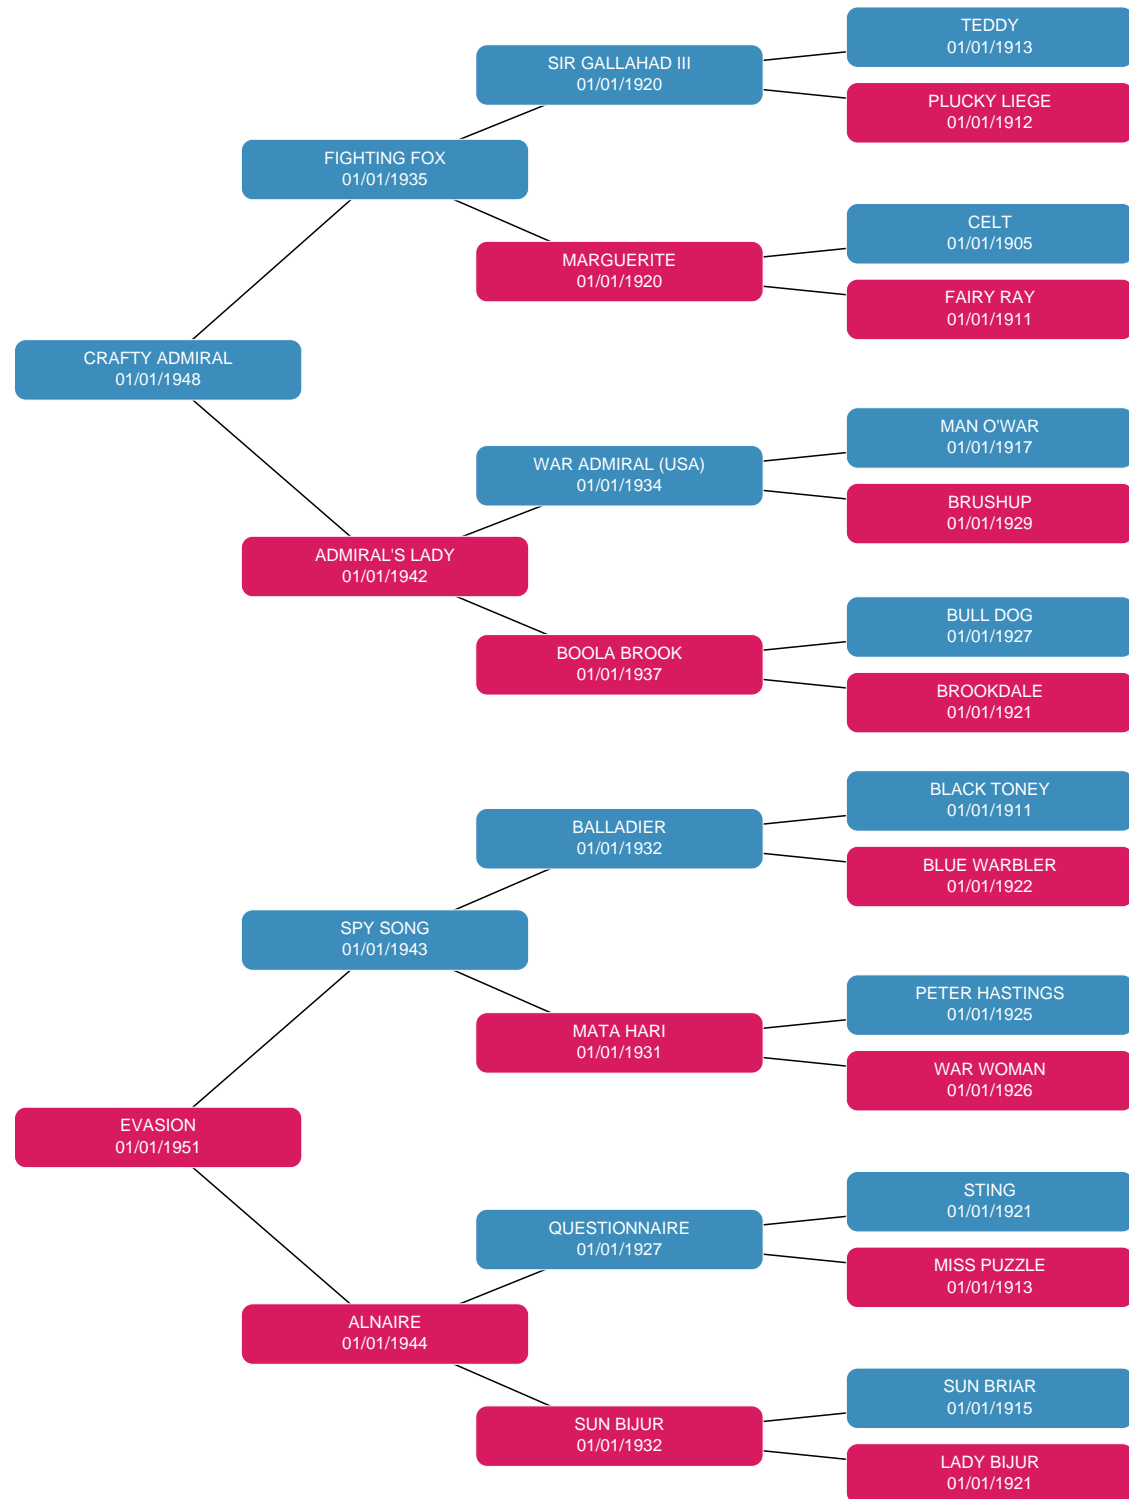 TEDDY
01/01/1913
SIR GALLAHAD III
01/01/1920
PLUCKY LIEGE
01/01/1912
FIGHTING FOX
01/01/1935
CELT
01/01/1905
MARGUERITE
01/01/1920
FAIRY RAY
01/01/1911
CRAFTY ADMIRAL
01/01/1948
MAN O'WAR
01/01/1917
WAR ADMIRAL (USA)
01/01/1934
BRUSHUP
01/01/1929
ADMIRAL'S LADY
01/01/1942
BULL DOG
01/01/1927
BOOLA BROOK
01/01/1937
BROOKDALE
01/01/1921
BLACK TONEY
01/01/1911
BALLADIER
01/01/1932
BLUE WARBLER
01/01/1922
SPY SONG
01/01/1943
PETER HASTINGS
01/01/1925
MATA HARI
01/01/1931
WAR WOMAN
01/01/1926
EVASION
01/01/1951
STING
01/01/1921
QUESTIONNAIRE
01/01/1927
MISS PUZZLE
01/01/1913
ALNAIRE
01/01/1944
SUN BRIAR
01/01/1915
SUN BIJUR
01/01/1932
LADY BIJUR
01/01/1921